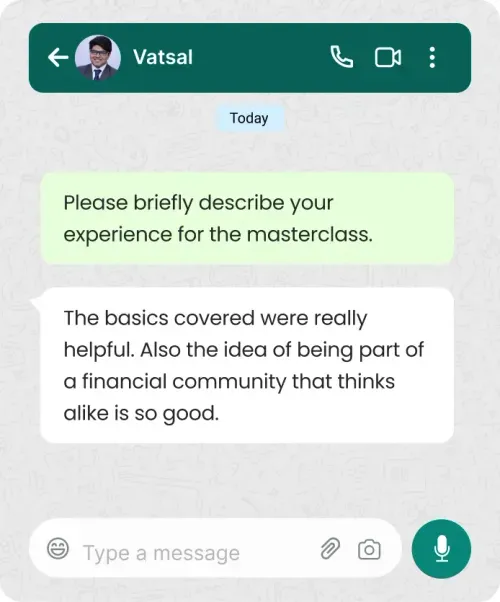 Vatsal
Today
Please briefly describe your
experience for the masterclass.
The basics covered were really
helpful. Also the idea of being part of
a financial community that thinks
alike is so good.
Type a message